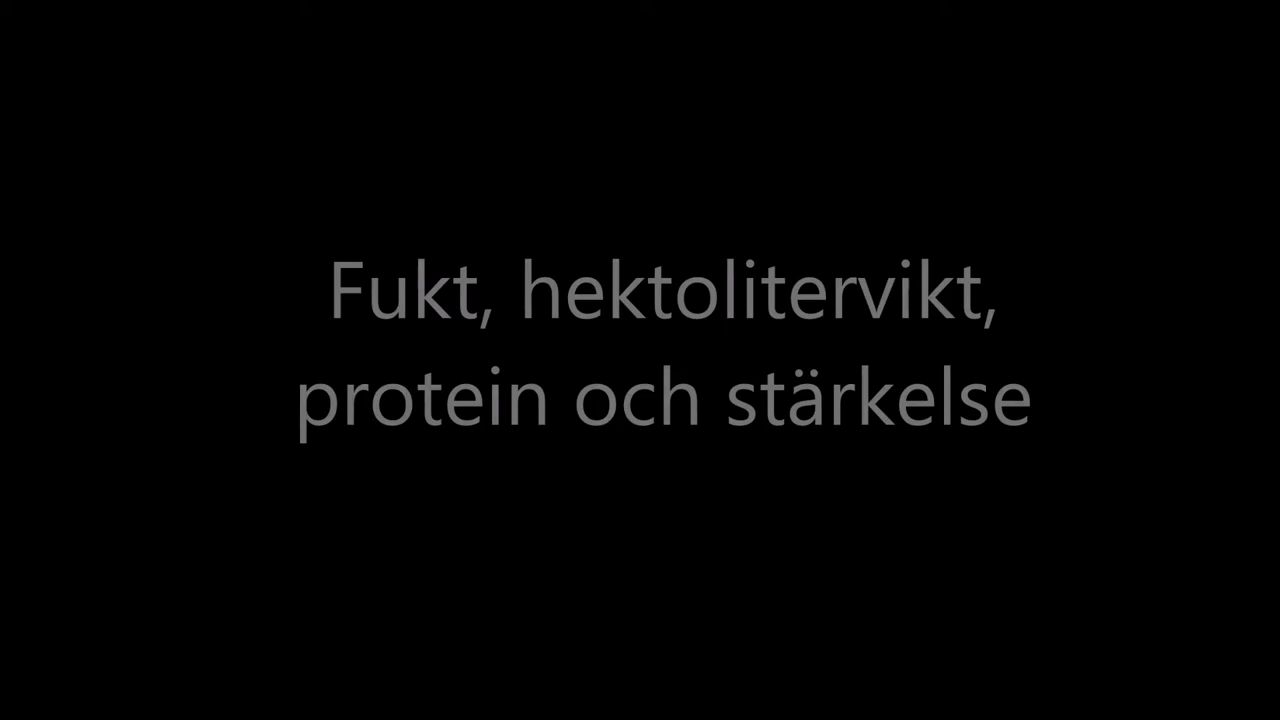 Fukt, hektolitervikt,
protein och stärkelse